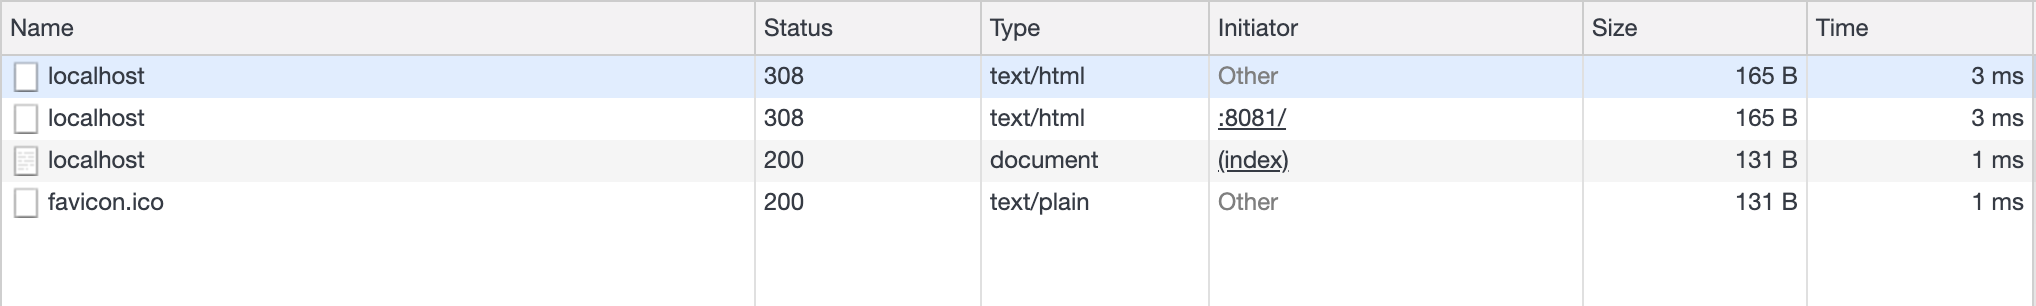 Name Status Type Initiator Size Time
localhost 308 text/html Other 165 B 3 ms
localhost 308 text/html :8081/ 165 B 3 ms
localhost 200 document (index) 131 B 1 ms
favicon.ico 200 text/plain Other 131 B 1 ms